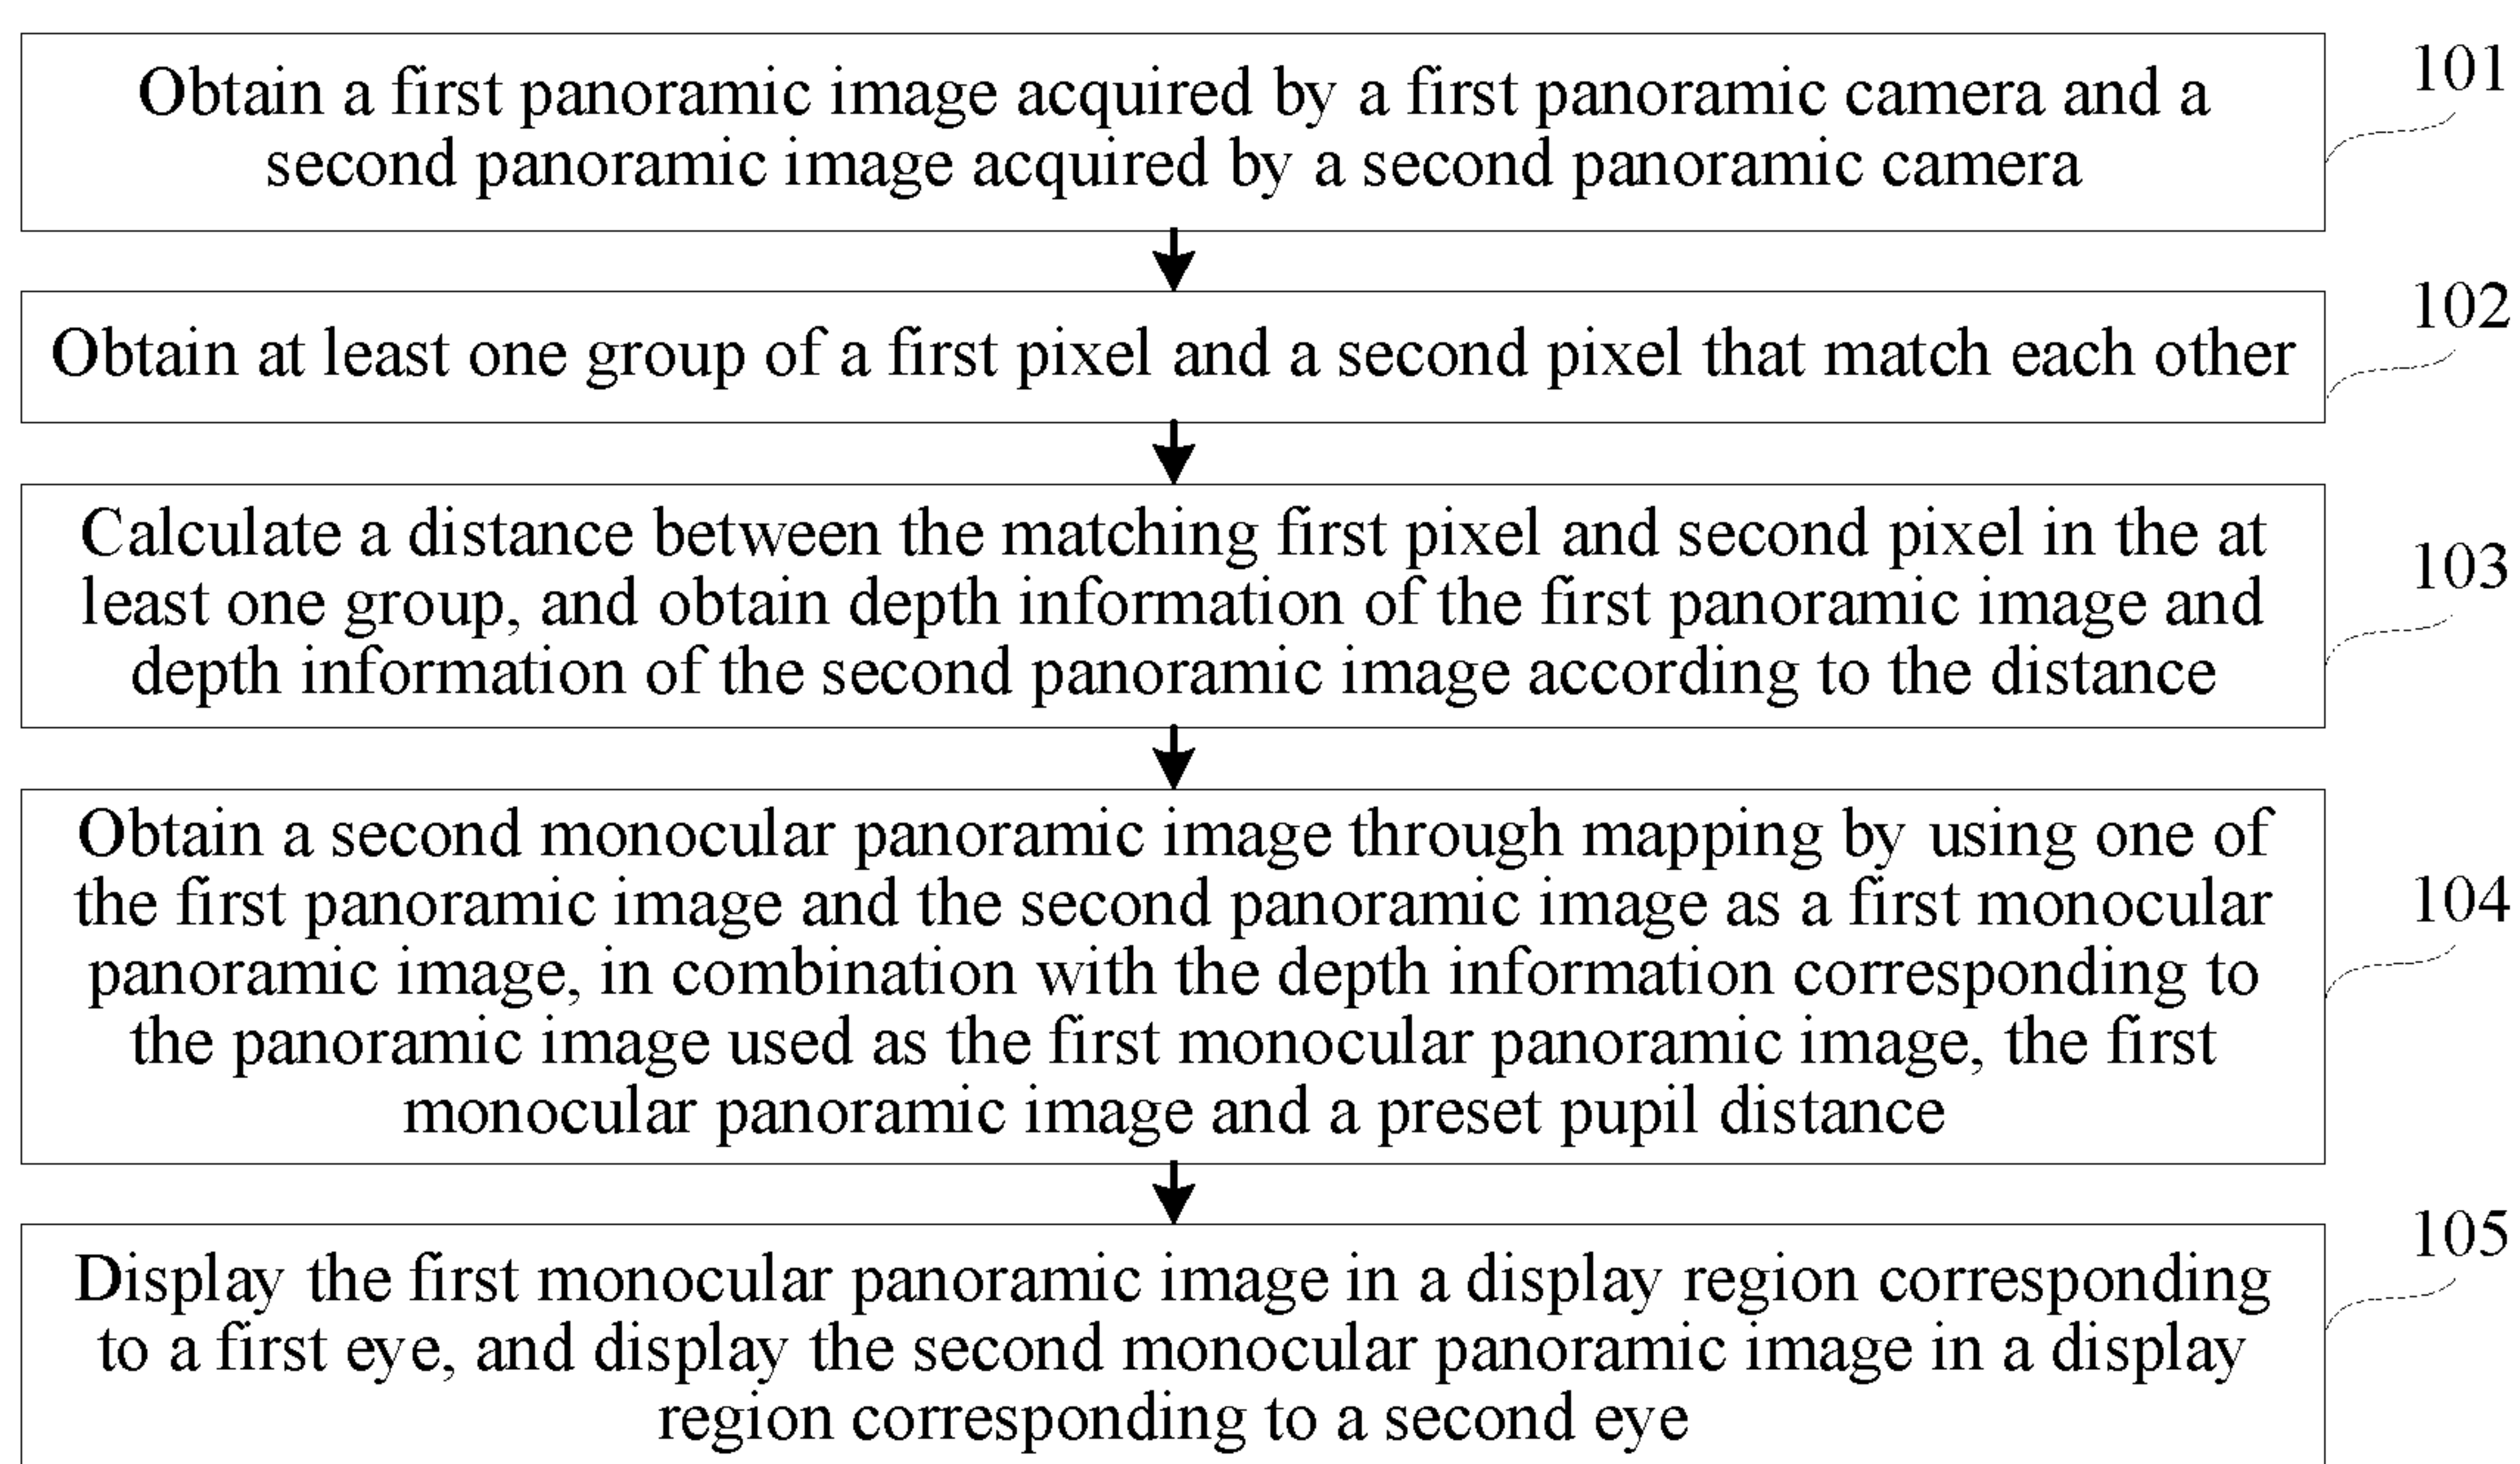 Obtain a first panoramic image acquired by a first panoramic camera and a
second panoramic image acquired by a second panoramic camera
101
Obtain at least one group of a first pixel and a second pixel that match each other
102
Calculate a distance between the matching first pixel and second pixel in the at
least one group, and obtain depth information of the first panoramic image and
depth information of the second panoramic image according to the distance
103
Obtain a second monocular panoramic image through mapping by using one of
the first panoramic image and the second panoramic image as a first monocular
panoramic image, in combination with the depth information corresponding to
the panoramic image used as the first monocular panoramic image, the first
monocular panoramic image and a preset pupil distance
104
Display the first monocular panoramic image in a display region corresponding
to a first eye, and display the second monocular panoramic image in a display
region corresponding to a second eye
105